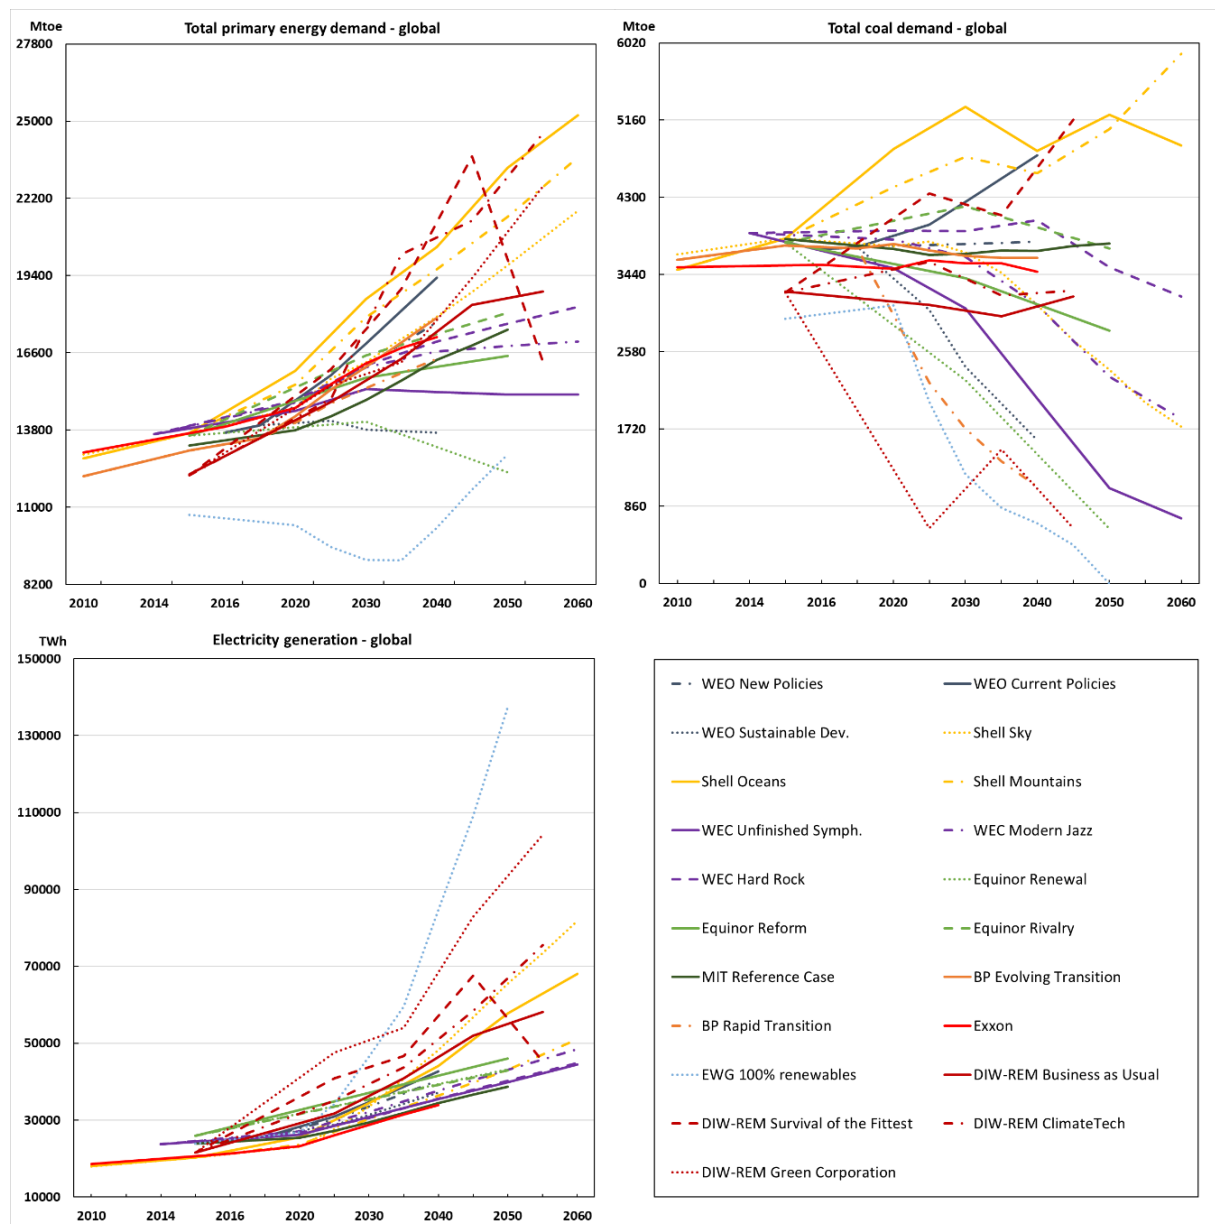 Total primary energy demand - global
Mtoe
27800
25000
22200
19400
16600
13800
11000
8200
2010 2014 2016 2020 2030 2040 2050 2060
Total coal demand - global
Mtoe
6020
5160
4300
3440
2580
1720
860
0
2010 2014 2016 2020 2030 2040 2050 2060
Electricity generation - global
TWh
150000
130000
110000
90000
70000
50000
30000
10000
2010 2014 2016 2020 2030 2040 2050 2060
WEO New Policies WEO Current Policies
WEO Sustainable Dev. Shell Sky
Shell Oceans Shell Mountains
WEC Unfinished Symph. WEC Modern Jazz
WEC Hard Rock Equinor Renewal
Equinor Reform Equinor Rivalry
MIT Reference Case BP Evolving Transition
BP Rapid Transition Exxon
EWG 100% renewables DIW-REM Business as Usual
DIW-REM Survival of the Fittest DIW-REM ClimateTech
DIW-REM Green Corporation